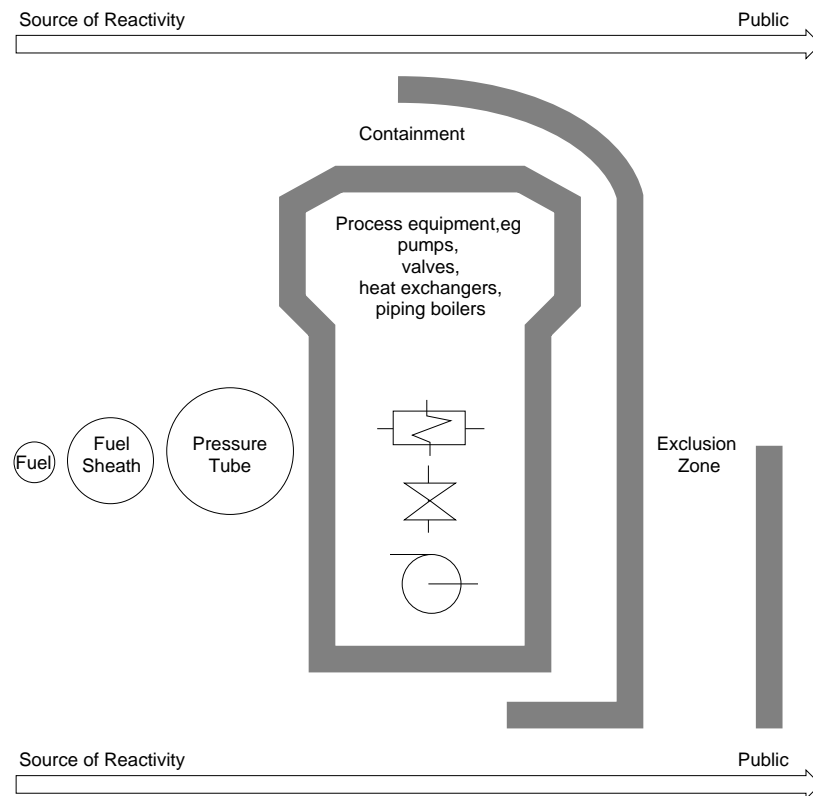 Source of Reactivity
Public
Containment
Process equipment,eg
pumps,
valves,
heat exchangers,
piping boilers
Fuel
Fuel
Sheath
Pressure
Tube
Exclusion
Zone
Source of Reactivity
Public